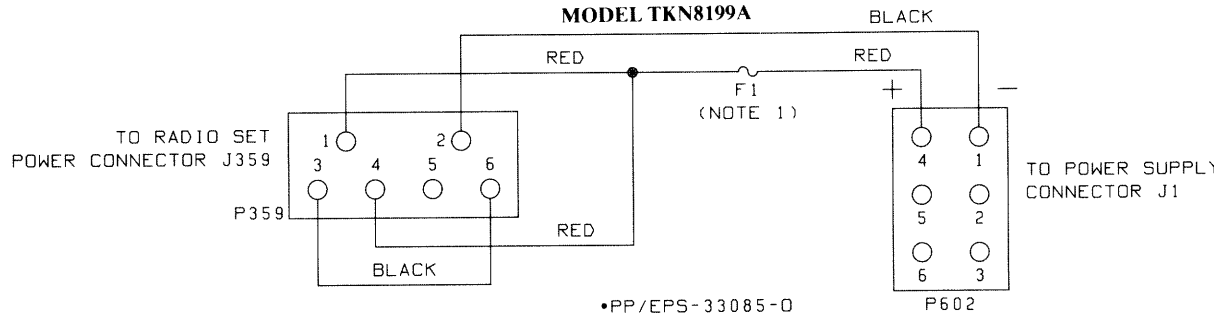 MODEL TKN8199A
BLACK
RED
RED
F1
(NOTE 1)
+
−
TO RADIO SET
POWER CONNECTOR J359
1
2
3
4
5
6
P359
RED
BLACK
4
1
5
2
6
3
TO POWER SUPPLY
CONNECTOR J1
P602
•PP/EPS-33085-O